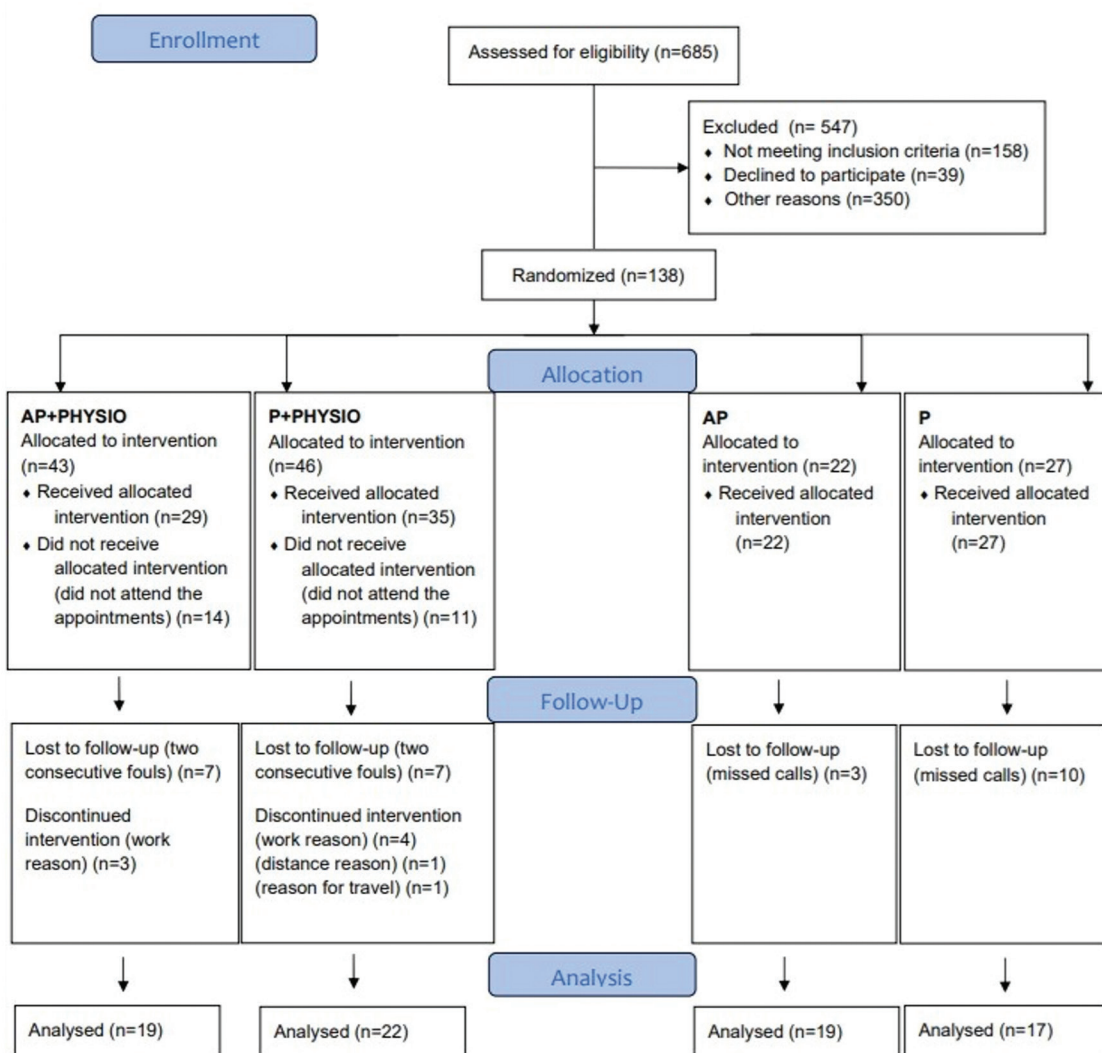 Enrollment
Assessed for eligibility (n=685)
Excluded (n= 547)
♦ Not meeting inclusion criteria (n=158)
♦ Declined to participate (n=39)
♦ Other reasons (n=350)
Randomized (n=138)
Allocation
AP+PHYSIO
Allocated to intervention
(n=43)
♦ Received allocated
intervention (n=29)
♦ Did not receive
allocated intervention
(did not attend the
appointments) (n=14)
P+PHYSIO
Allocated to intervention
(n=46)
♦ Received allocated
intervention (n=35)
♦ Did not receive
allocated intervention
(did not attend the
appointments) (n=11)
AP
Allocated to
intervention (n=22)
♦ Received allocated
intervention
(n=22)
P
Allocated to
intervention (n=27)
♦ Received allocated
intervention
(n=27)
Follow-Up
Lost to follow-up (two
consecutive fouls) (n=7)
Discontinued
intervention (work
reason) (n=3)
Lost to follow-up (two
consecutive fouls) (n=7)
Discontinued intervention
(work reason) (n=4)
(distance reason) (n=1)
(reason for travel) (n=1)
Lost to follow-up
(missed calls) (n=3)
Lost to follow-up
(missed calls) (n=10)
Analysis
Analysed (n=19)
Analysed (n=22)
Analysed (n=19)
Analysed (n=17)